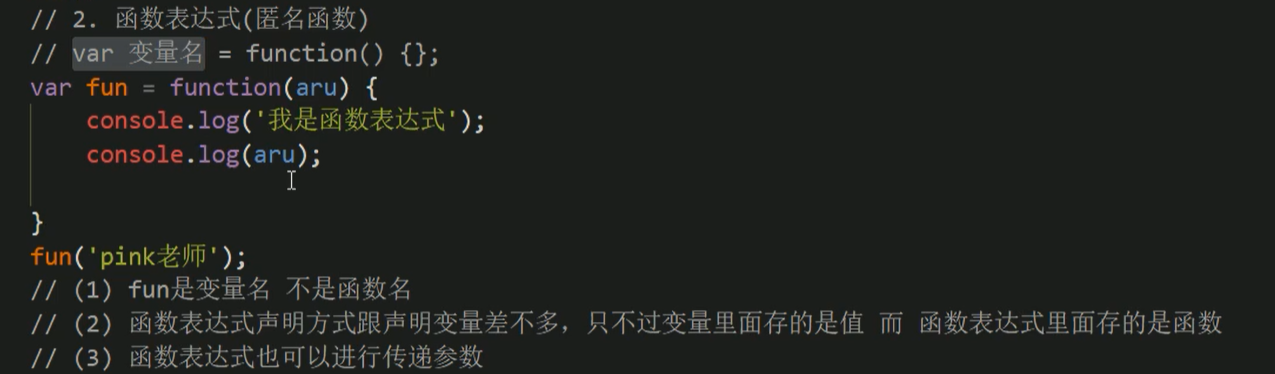 // 2. 函数表达式(匿名函数)
// var 变量名 = function() {};
var fun = function(aru) {
console.log('我是函数表达式');
console.log(aru);
}
fun('pink老师');
// (1) fun是变量名 不是函数名
// (2) 函数表达式声明方式跟声明变量差不多，只不过变量里面存的是值 而 函数表达式里面存的是函数
// (3) 函数表达式也可以进行传递参数